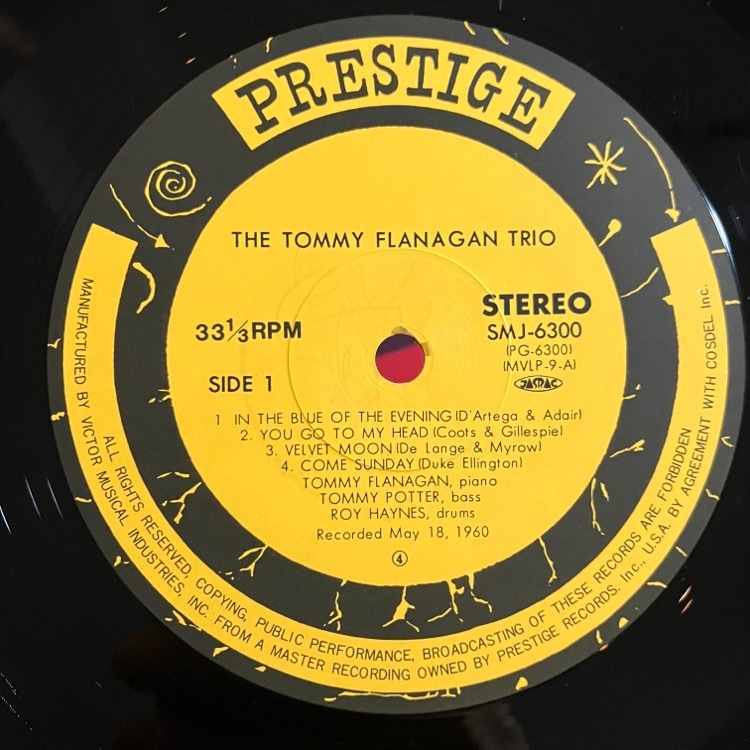 PRESTIGE
THE TOMMY FLANAGAN TRIO
33⅓RPM
STEREO
SMJ-6300
(PG-6300)
(MVLP-9-A)
SIDE 1
JASRAC
1 IN THE BLUE OF THE EVENING(D'Artega & Adair)
2. YOU GO TO MY HEAD(Coots & Gillespie)
3. VELVET MOON(De Lange & Myrow)
4. COME SUNDAY(Duke Ellington)
TOMMY FLANAGAN, piano
TOMMY POTTER, bass
ROY HAYNES, drums
Recorded May 18, 1960
④
ALL RIGHTS RESERVED, COPYING, PUBLIC PERFORMANCE, BROADCASTING OF THESE RECORDS ARE FORBIDDEN
MANUFACTURED BY VICTOR MUSICAL INDUSTRIES, INC. FROM A MASTER RECORDING OWNED BY PRESTIGE RECORDS. Inc., U.S.A. BY AGREEMENT WITH COSDEL Inc.